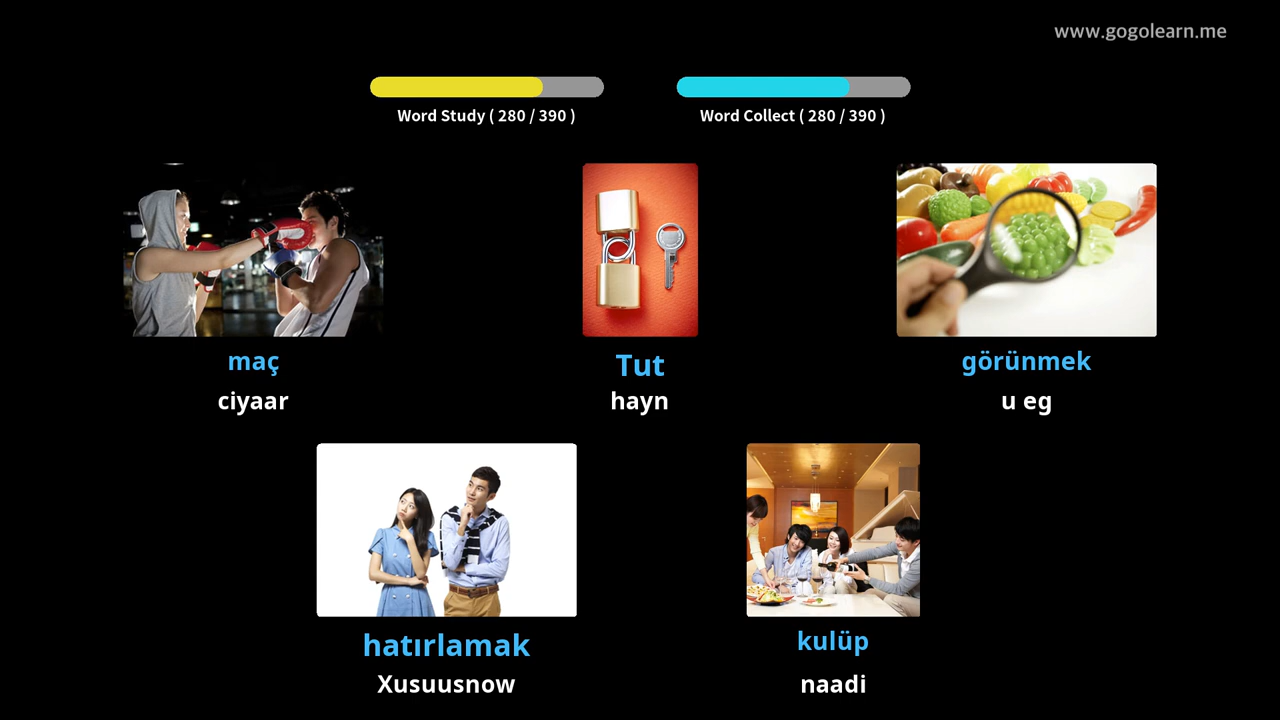 www.gogolearn.me
Word Study ( 280 / 390 )
Word Collect ( 280 / 390 )
maç
ciyaar
Tut
hayn
görünmek
u eg
hatırlamak
Xusuusnow
kulüp
naadi